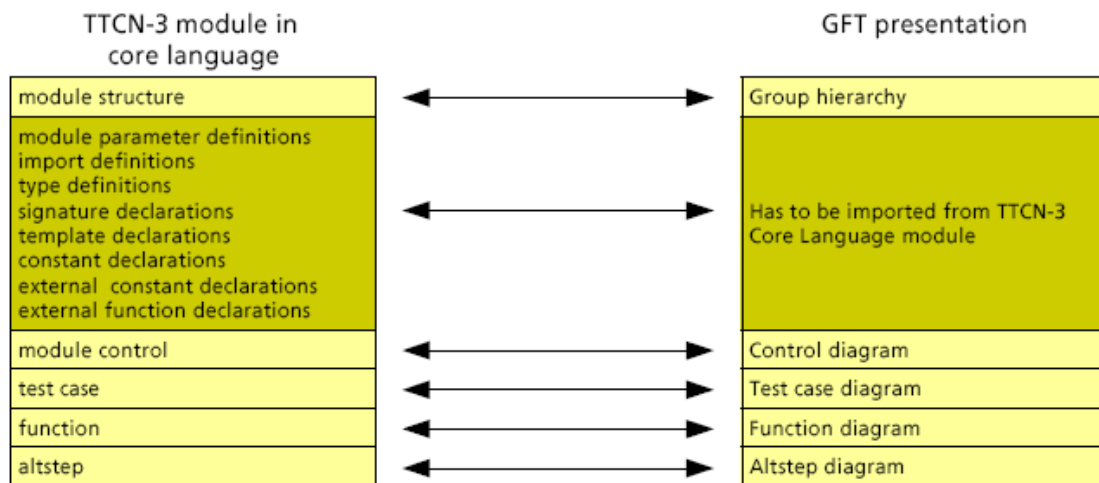 TTCN-3 module in
core language
GFT presentation
module structure
Group hierarchy
module parameter definitions
import definitions
type definitions
signature declarations
template declarations
constant declarations
external constant declarations
external function declarations
Has to be imported from TTCN-3
Core Language module
module control
Control diagram
test case
Test case diagram
function
Function diagram
altstep
Altstep diagram